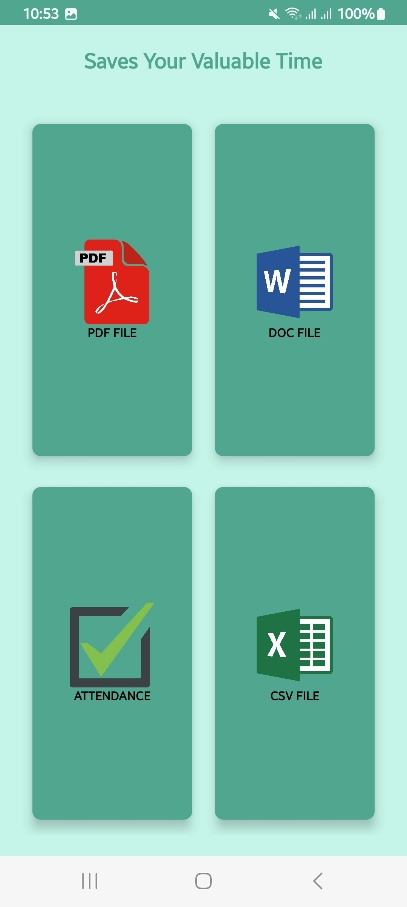 10:53 100%
Saves Your Valuable Time
PDF
W
PDF FILE DOC FILE
X
ATTENDANCE CSV FILE